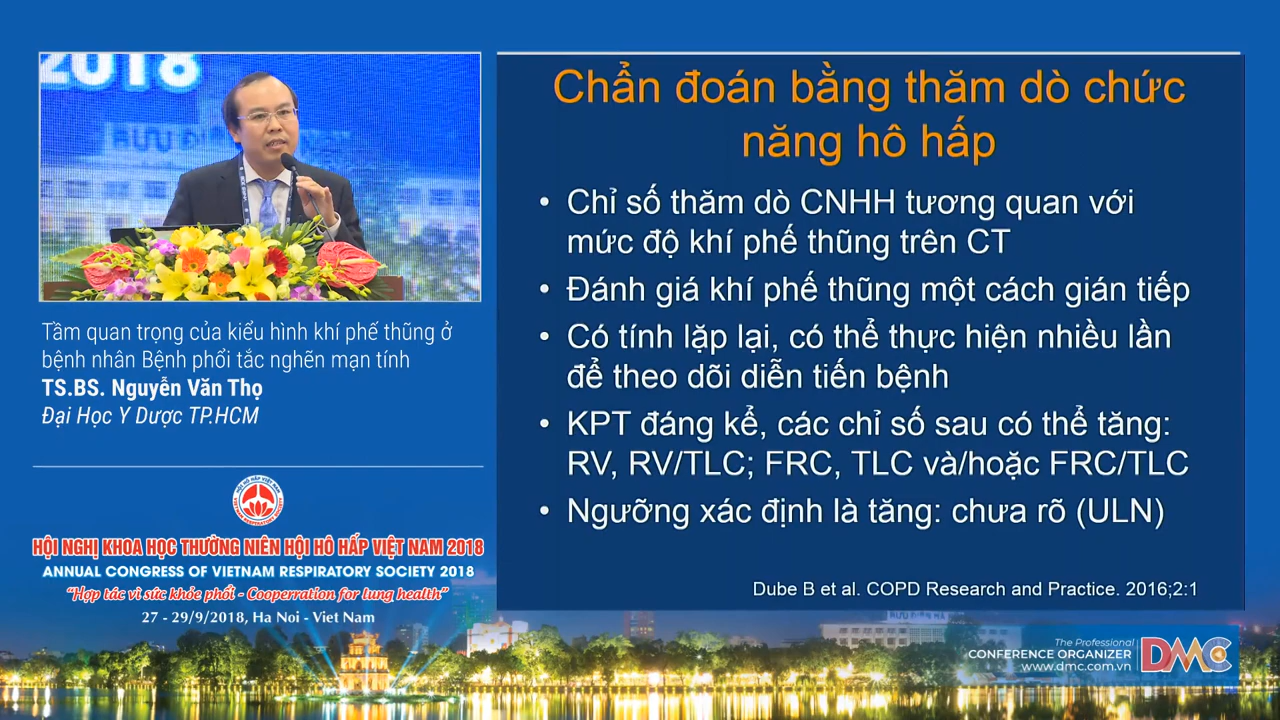 2018
Tầm quan trọng của kiểu hình khí phế thũng ở
bệnh nhân Bệnh phổi tắc nghẽn mạn tính
TS.BS. Nguyễn Văn Thọ
Đại Học Y Dược TP.HCM
HỘI NGHỊ KHOA HỌC THƯỜNG NIÊN HỘI HÔ HẤP VIỆT NAM 2018
ANNUAL CONGRESS OF VIETNAM RESPIRATORY SOCIETY 2018
“Hợp tác vì sức khỏe phổi - Cooperration for lung health”
27 - 29/9/2018, Ha Noi - Viet Nam
Chẩn đoán bằng thăm dò chức
năng hô hấp
• Chỉ số thăm dò CNHH tương quan với
mức độ khí phế thũng trên CT
• Đánh giá khí phế thũng một cách gián tiếp
• Có tính lặp lại, có thể thực hiện nhiều lần
để theo dõi diễn tiến bệnh
• KPT đáng kể, các chỉ số sau có thể tăng:
RV, RV/TLC; FRC, TLC và/hoặc FRC/TLC
• Ngưỡng xác định là tăng: chưa rõ (ULN)
Dube B et al. COPD Research and Practice. 2016;2:1
The Professional
CONFERENCE ORGANIZER
www.dmc.com.vn
DMC